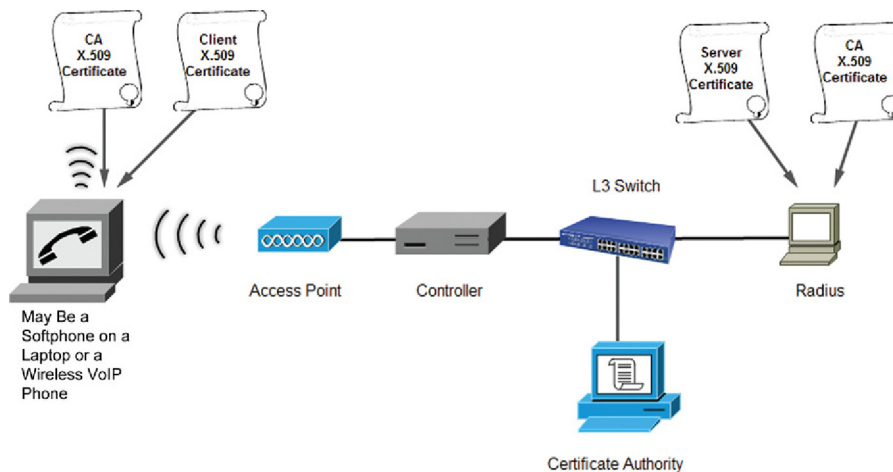 CA
X.509
Certificate
Client
X.509
Certificate
Server
X.509
Certificate
CA
X.509
Certificate
L3 Switch
Access Point
Controller
Radius
May Be a
Softphone on a
Laptop or a
Wireless VoIP
Phone
Certificate Authority